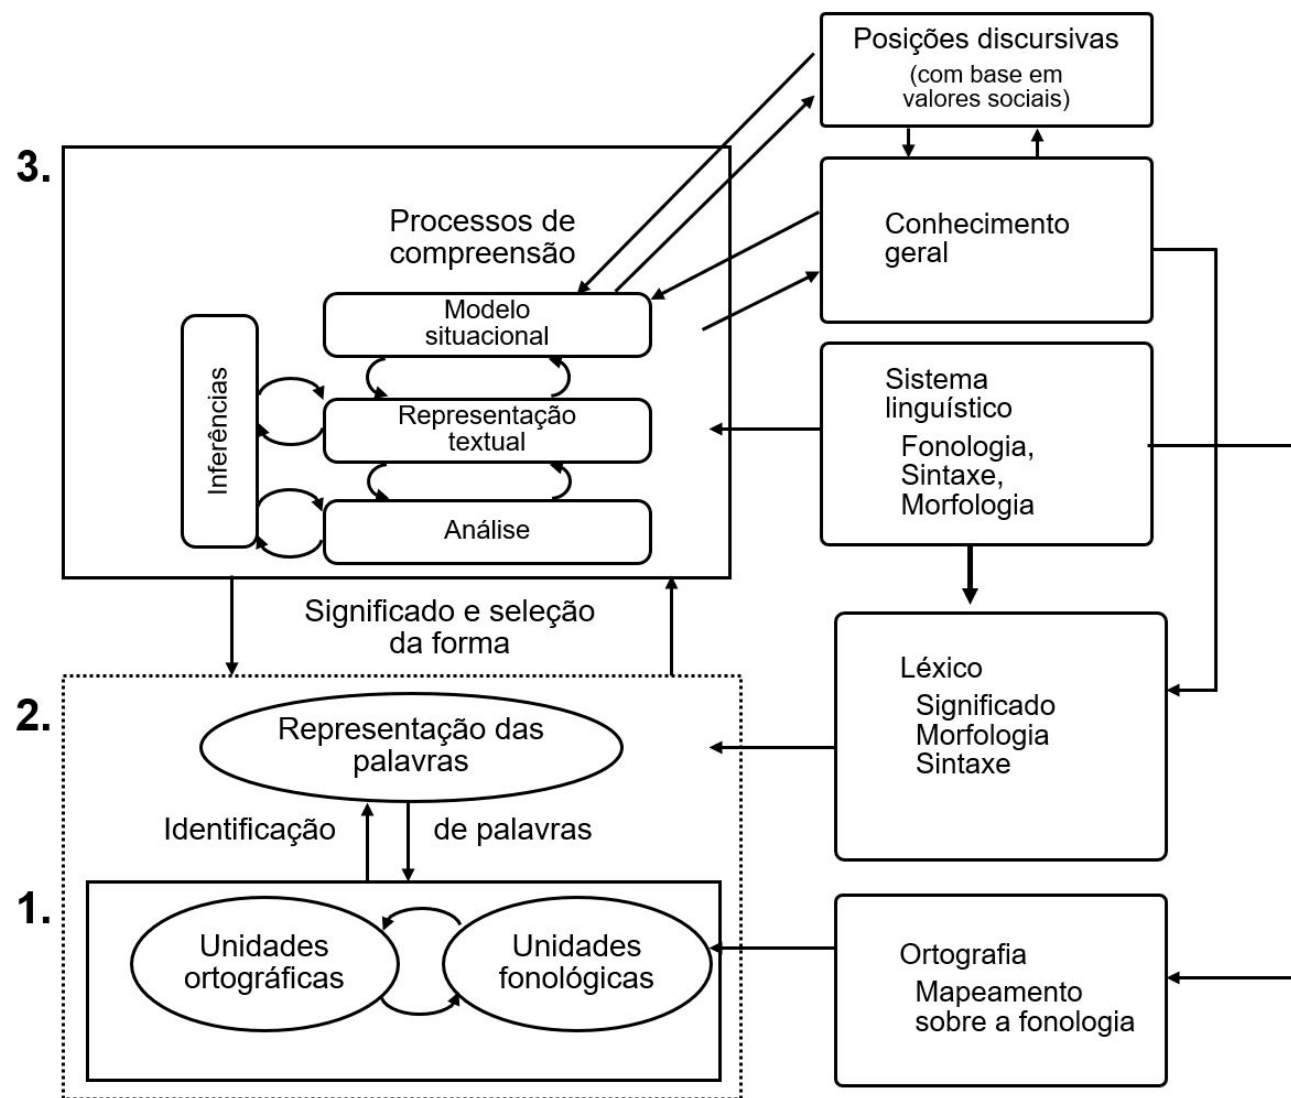 Posições discursivas
(com base em
valores sociais)
3.
Processos de
compreensão
Conhecimento
geral
Modelo
situacional
Inferências
Representação
textual
Análise
Sistema
linguístico
Fonologia,
Sintaxe,
Morfologia
Significado e seleção
da forma
2.
Representação das
palavras
Léxico
Significado
Morfologia
Sintaxe
Identificação de palavras
1.
Unidades
ortográficas
Unidades
fonológicas
Ortografia
Mapeamento
sobre a fonologia